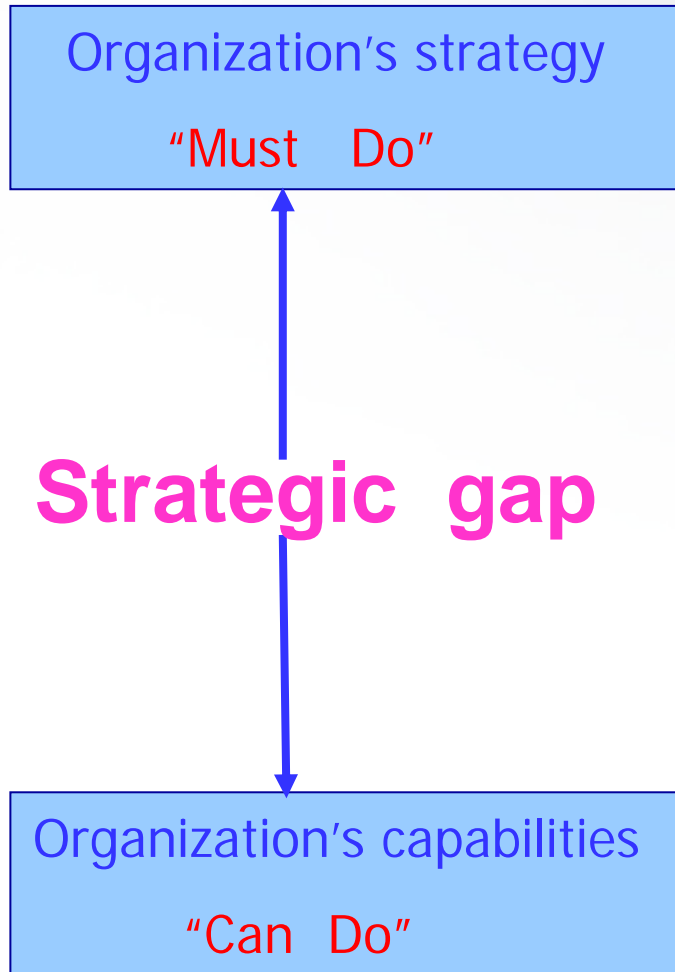 Organization's strategy
“Must Do”
Strategic gap
Organization's capabilities
“Can Do”